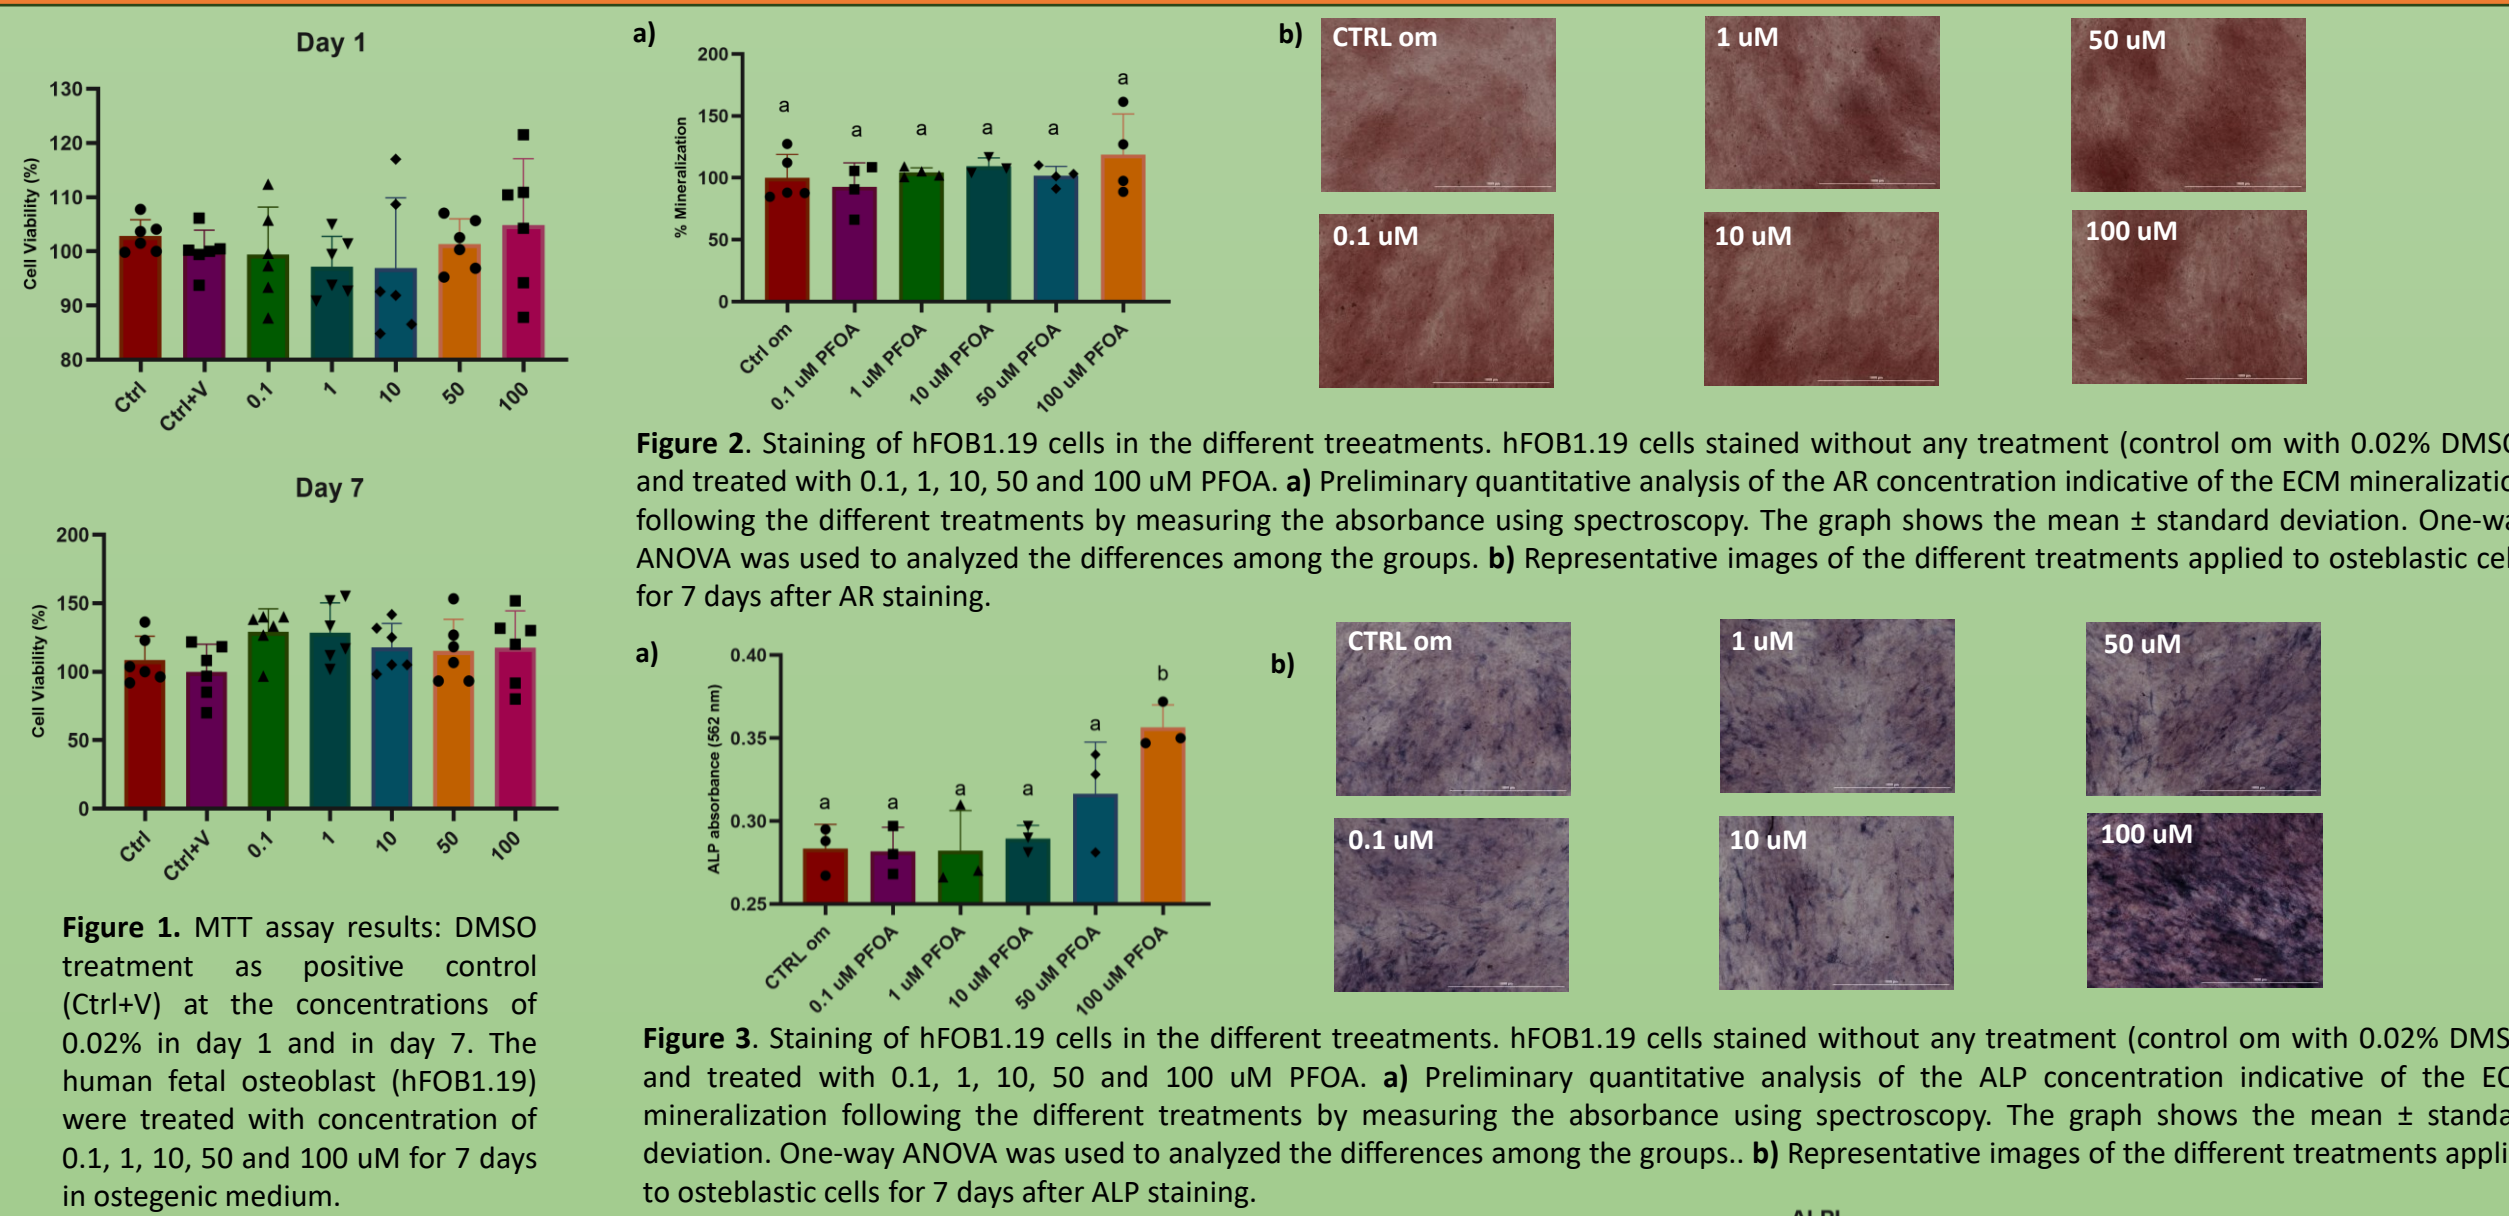 Day 1
Cell Viability (%)
130
120
110
100
90
80
Ctrl
Ctrl+V
0.1
1
10
50
100
Day 7
Cell Viability (%)
200
150
100
50
0
Ctrl
Ctrl+V
0.1
1
10
50
100
Figure 1. MTT assay results: DMSO
treatment as positive control
(Ctrl+V) at the concentrations of
0.02% in day 1 and in day 7. The
human fetal osteoblast (hFOB1.19)
were treated with concentration of
0.1, 1, 10, 50 and 100 uM for 7 days
in ostegenic medium.
a)
% Mineralization
200
150
100
50
0
a
a
a
a
a
a
Ctrl om
0.1 uM PFOA
1 uM PFOA
10 uM PFOA
50 uM PFOA
100 uM PFOA
b)
CTRL om
1 uM
50 uM
0.1 uM
10 uM
100 uM
Figure 2. Staining of hFOB1.19 cells in the different treeatments. hFOB1.19 cells stained without any treatment (control om with 0.02% DMSO
and treated with 0.1, 1, 10, 50 and 100 uM PFOA. a) Preliminary quantitative analysis of the AR concentration indicative of the ECM mineralizatio
following the different treatments by measuring the absorbance using spectroscopy. The graph shows the mean ± standard deviation. One-wa
ANOVA was used to analyzed the differences among the groups. b) Representative images of the different treatments applied to osteblastic cel
for 7 days after AR staining.
a)
ALP absorbance (562 nm)
0.40
0.35
0.30
0.25
a
a
a
a
a
b
CTRL om
0.1 uM PFOA
1 uM PFOA
10 uM PFOA
50 uM PFOA
100 uM PFOA
b)
CTRL om
1 uM
50 uM
0.1 uM
10 uM
100 uM
Figure 3. Staining of hFOB1.19 cells in the different treeatments. hFOB1.19 cells stained without any treatment (control om with 0.02% DMS
and treated with 0.1, 1, 10, 50 and 100 uM PFOA. a) Preliminary quantitative analysis of the ALP concentration indicative of the EC
mineralization following the different treatments by measuring the absorbance using spectroscopy. The graph shows the mean ± standa
deviation. One-way ANOVA was used to analyzed the differences among the groups.. b) Representative images of the different treatments appli
to osteblastic cells for 7 days after ALP staining.